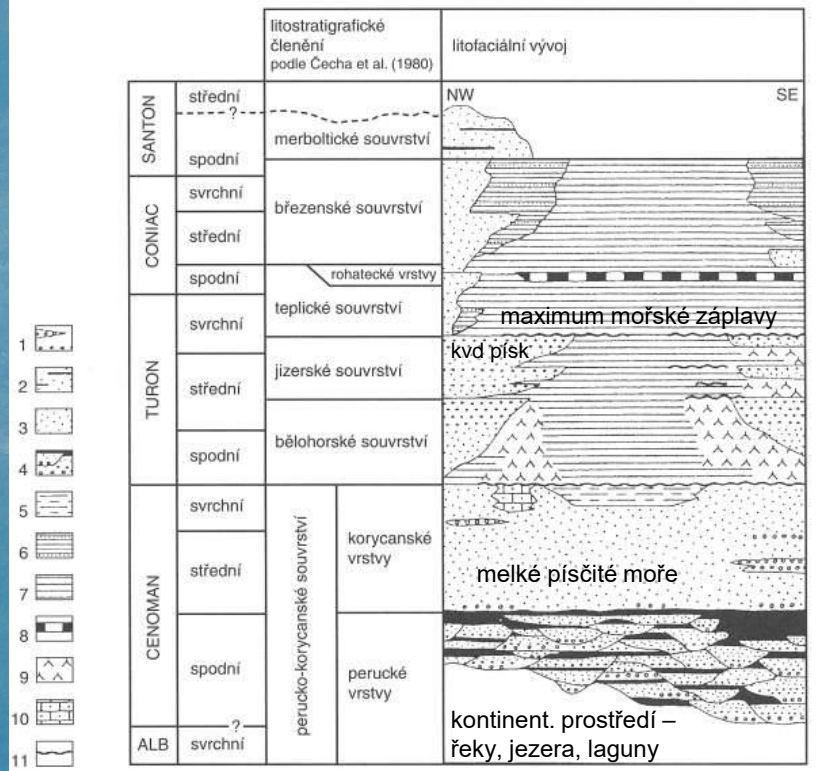 litostratigrafické
členění
podle Čecha et al. (1980)
litofaciální vývoj
SANTON
střední
?
spodní
merboltické souvrství
NW
SE
CONIAC
svrchní
střední
spodní
březenské souvrství
rohatecké vrstvy
TURON
svrchní
střední
spodní
teplické souvrství
maximum mořské záplavy
kvd písk
jizerské souvrství
bělohorské souvrství
CENOMAN
svrchní
střední
spodní
perucko-korycanské souvrství
korycanské
vrstvy
melké písčité moře
perucké
vrstvy
kontinent. prostředí –
řeky, jezera, laguny
?
ALB
svrchní
1
2
3
4
5
6
7
8
9
10
11